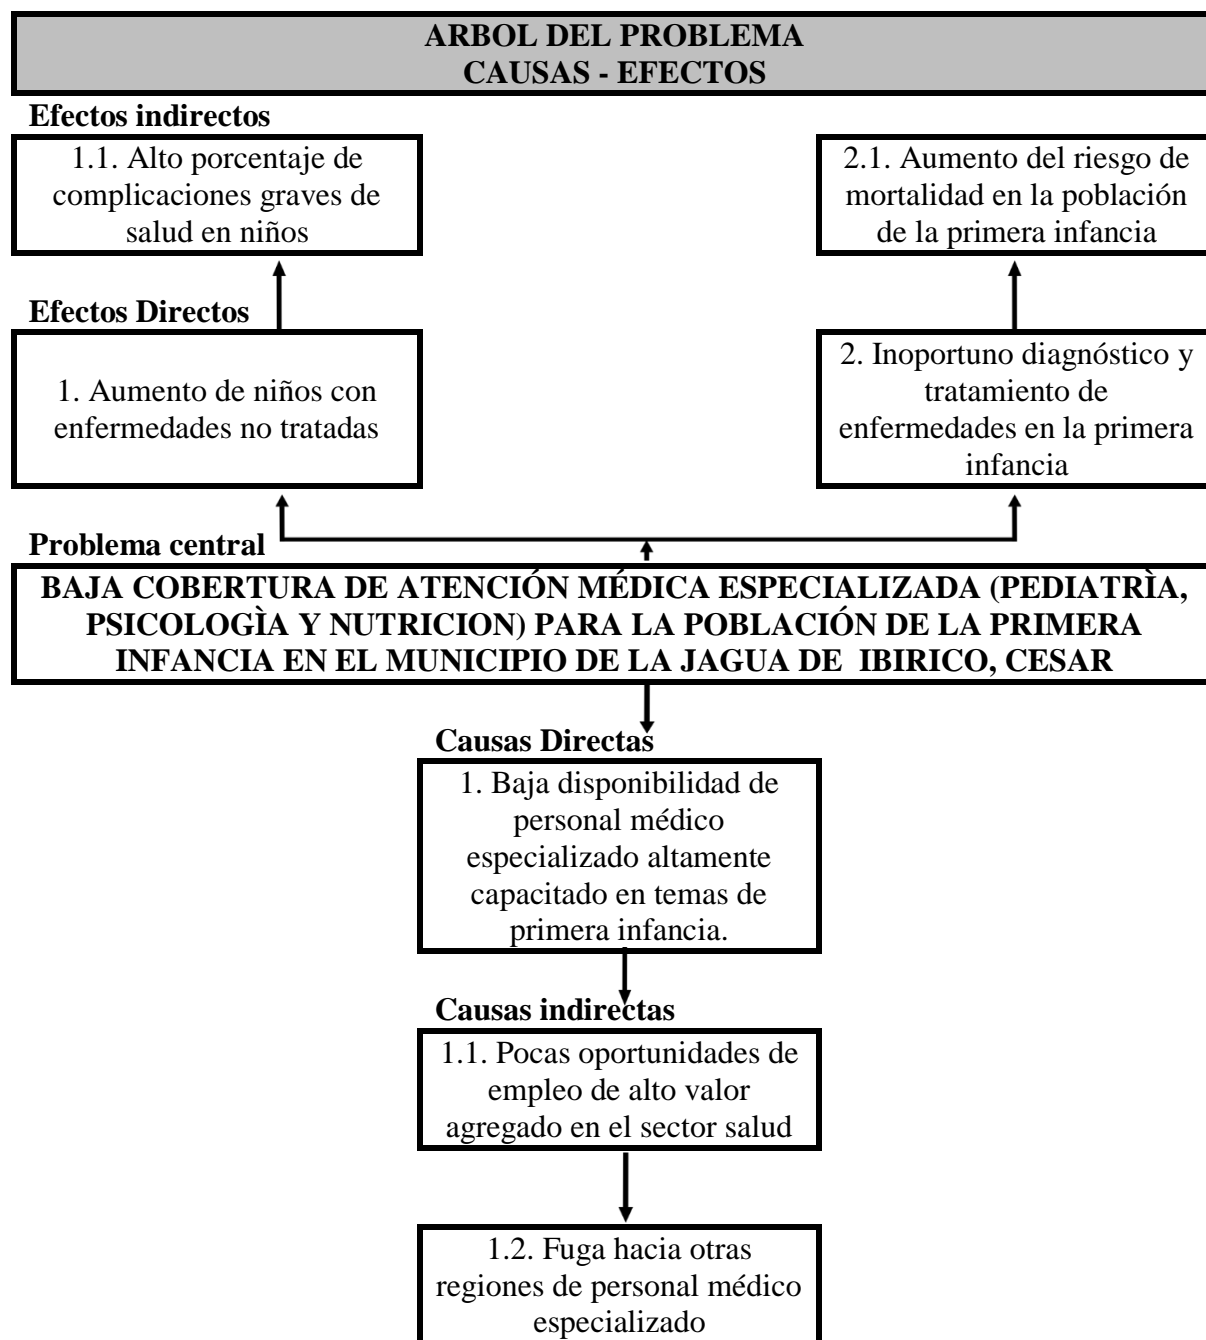 ARBOL DEL PROBLEMA
CAUSAS - EFECTOS
Efectos indirectos
1.1. Alto porcentaje de
complicaciones graves de
salud en niños
2.1. Aumento del riesgo de
mortalidad en la población
de la primera infancia
Efectos Directos
1. Aumento de niños con
enfermedades no tratadas
2. Inoportuno diagnóstico y
tratamiento de
enfermedades en la primera
infancia
Problema central
BAJA COBERTURA DE ATENCIÓN MÉDICA ESPECIALIZADA (PEDIATRÌA,
PSICOLOGÌA Y NUTRICION) PARA LA POBLACIÓN DE LA PRIMERA
INFANCIA EN EL MUNICIPIO DE LA JAGUA DE IBIRICO, CESAR
Causas Directas
1. Baja disponibilidad de
personal médico
especializado altamente
capacitado en temas de
primera infancia.
Causas indirectas
1.1. Pocas oportunidades de
empleo de alto valor
agregado en el sector salud
1.2. Fuga hacia otras
regiones de personal médico
especializado